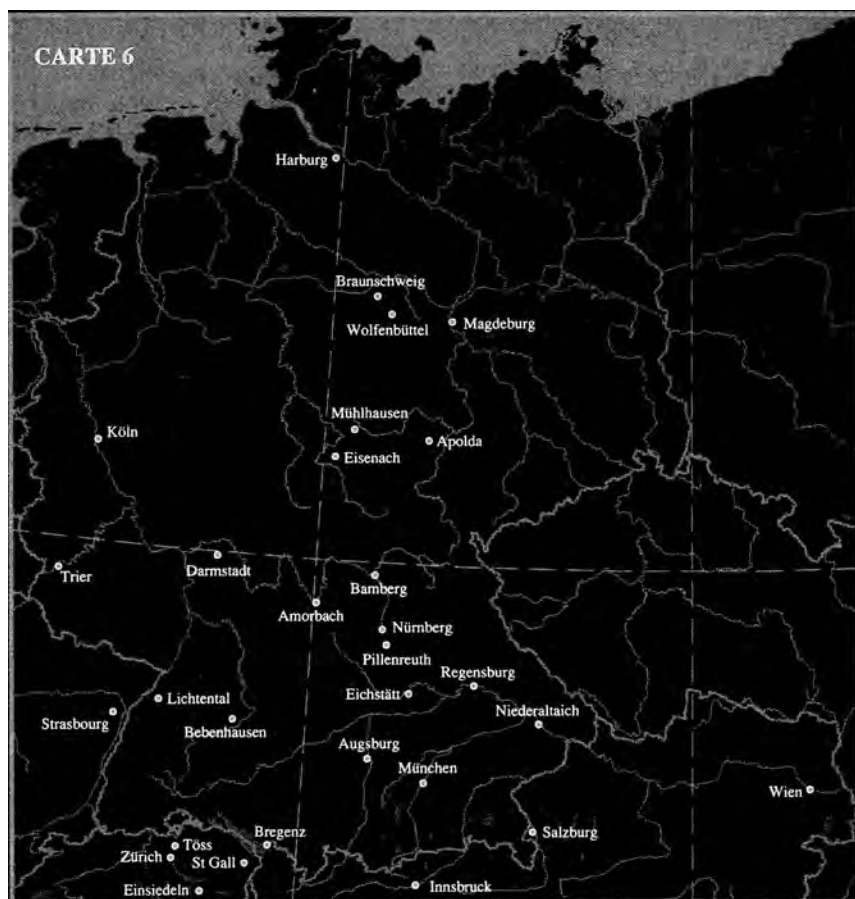 CARTE 6
Harburg
Braunschweig
Wolfenbüttel
Magdeburg
Mühlhausen
Köln
Apolda
Eisenach
Trier
Darmstadt
Bamberg
Amorbach
Nürnberg
Pillenreuth
Regensburg
Lichtental
Eichstätt
Strasbourg
Bebenhausen
Niederaltaich
Augsburg
München
Wien
Bregenz
Salzburg
Töss
Zürich
St Gall
Einsiedeln
Innsbruck